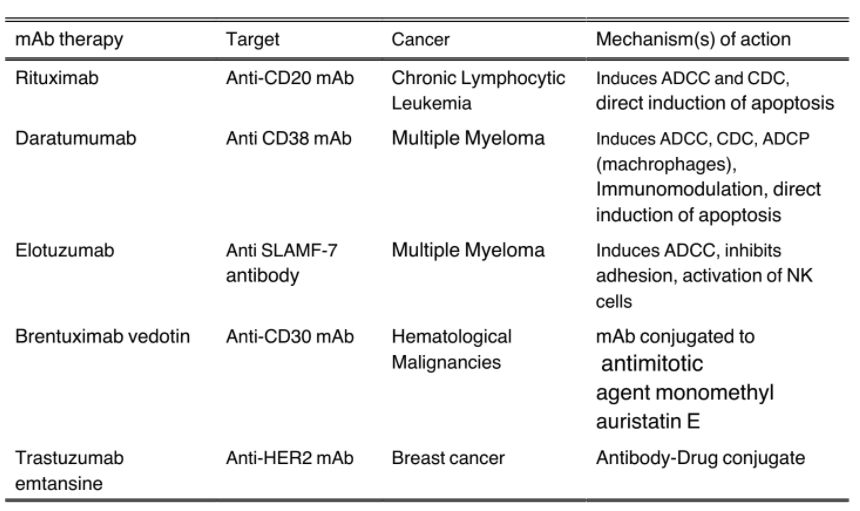 mAb therapy Target Cancer Mechanism(s) of action
Rituximab Anti-CD20 mAb Chronic Lymphocytic Induces ADCC and CDC,
Leukemia direct induction of apoptosis
Daratumumab Anti CD38 mAb Multiple Myeloma Induces ADCC, CDC, ADCP
(machrophages),
Immunomodulation, direct
induction of apoptosis
Elotuzumab Anti SLAMF-7 Multiple Myeloma Induces ADCC, inhibits
antibody adhesion, activation of NK
cells
Brentuximab vedotin Anti-CD30 mAb Hematological mAb conjugated to
Malignancies antimitotic
agent monomethyl
auristatin E
Trastuzumab Anti-HER2 mAb Breast cancer Antibody-Drug conjugate
emtansine